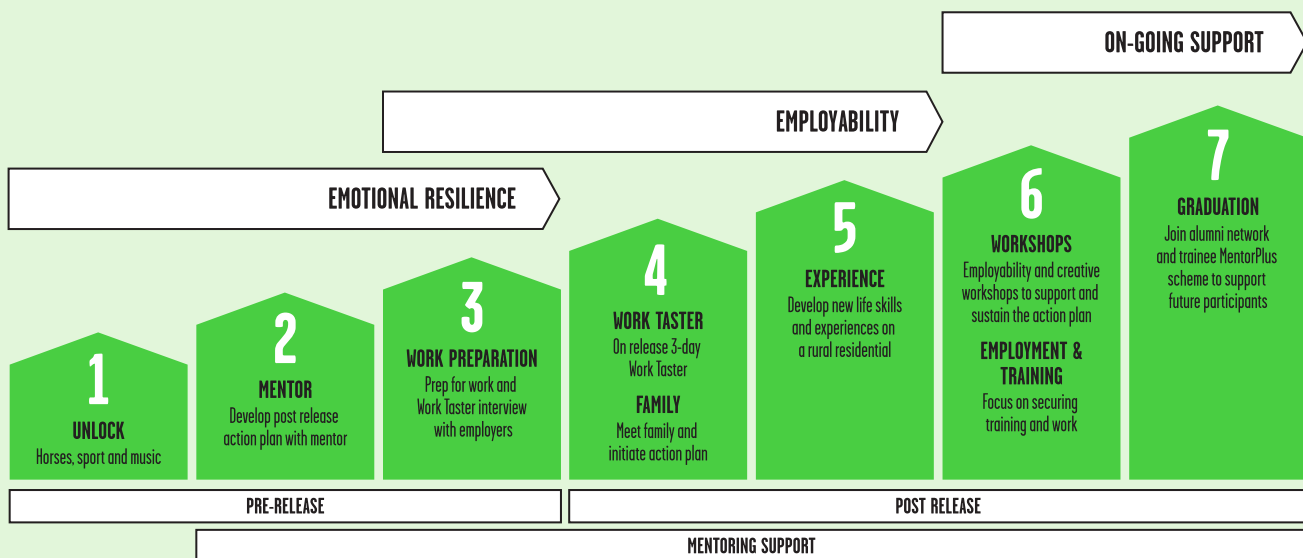 ON-GOING SUPPORT
EMPLOYABILITY
EMOTIONAL RESILIENCE
1
UNLOCK
Horses, sport and music
2
MENTOR
Develop post release
action plan with mentor
3
WORK PREPARATION
Prep for work and
Work Taster interview
with employers
4
WORK TASTER
On release 3-day
Work Taster
FAMILY
Meet family and
initiate action plan
5
EXPERIENCE
Develop new life skills
and experiences on
a rural residential
6
WORKSHOPS
Employability and creative
workshops to support and
sustain the action plan
EMPLOYMENT &
TRAINING
Focus on securing
training and work
7
GRADUATION
Join alumni network
and trainee MentorPlus
scheme to support
future participants
PRE-RELEASE
POST RELEASE
MENTORING SUPPORT